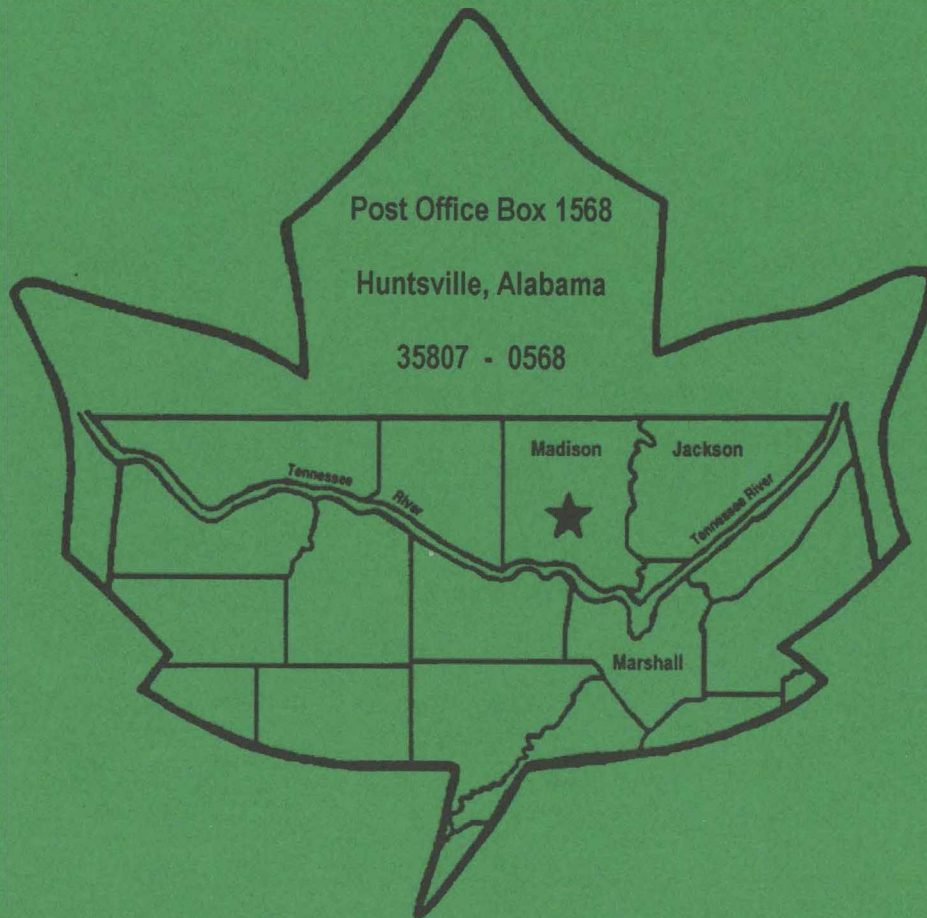 Post Office Box 1568
Huntsville, Alabama
35807 - 0568
Madison
Jackson
Tennessee
River
Tennessee River
Marshall